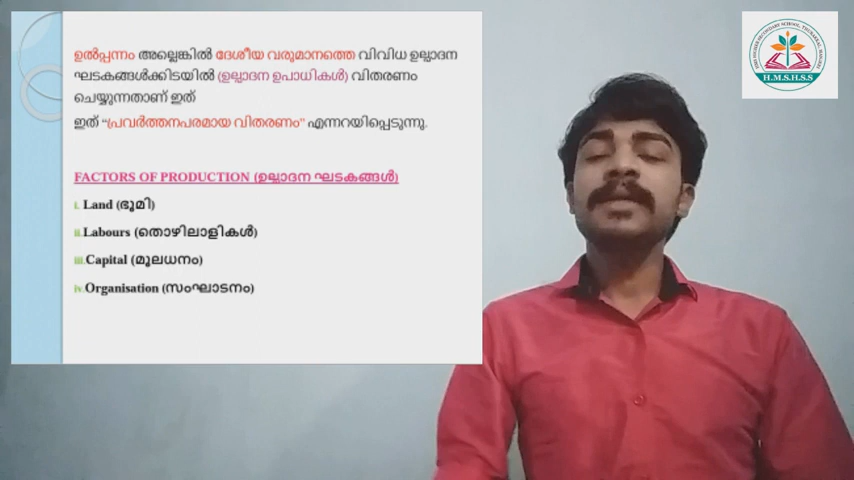 ഉൽപ്പന്നം അല്ലെങ്കിൽ ദേശീയ വരുമാനത്തെ വിവിധ ഉല്പാദന
ഘടകങ്ങൾക്കിടയിൽ (ഉല്പാദന ഉപാധികൾ) വിതരണം
ചെയ്യുന്നതാണ് ഇത്
ഇത് “പ്രവർത്തനപരമായ വിതരണം" എന്നറയിപ്പെടുന്നു.
FACTORS OF PRODUCTION (ഉല്പാദന ഘടകങ്ങൾ)
i. Land (ഭൂമി)
ii.Labours (തൊഴിലാളികൾ)
iii.Capital (മൂലധനം)
iv.Organisation (സംഘാടനം)
H.M.S.H.S.S